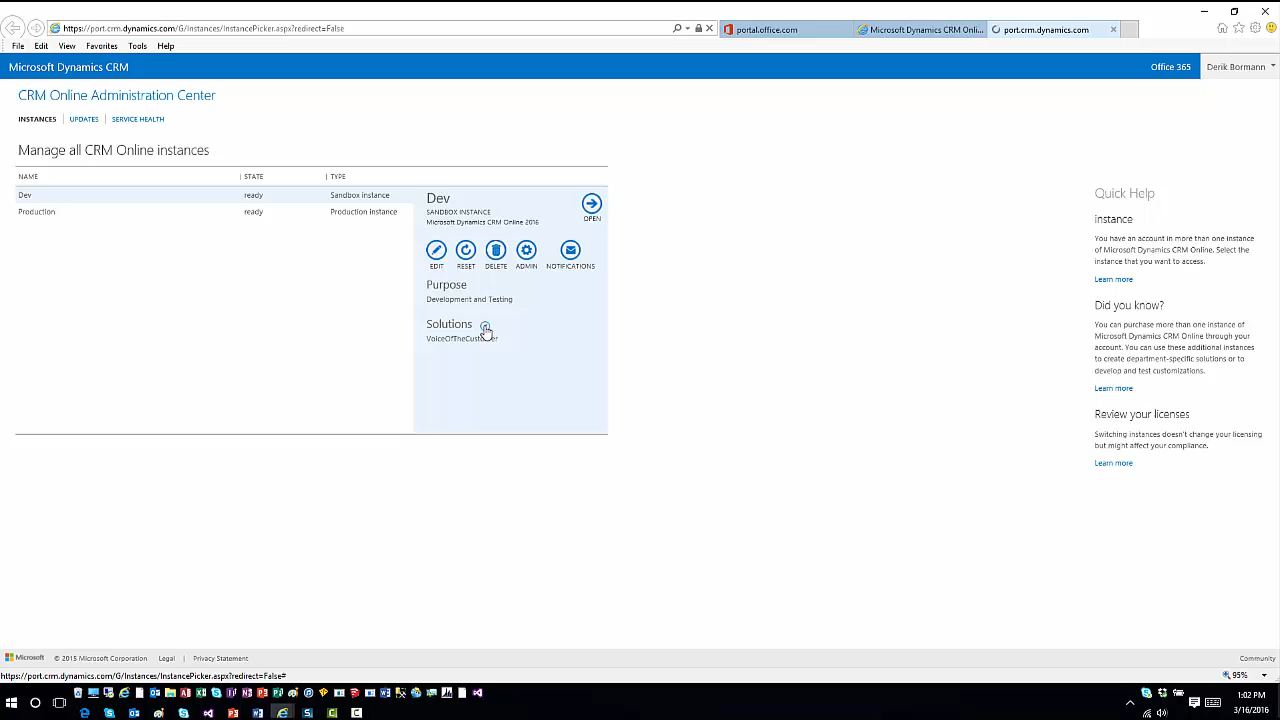 https://port.crm.dynamics.com/G/Instances/InstancePicker.aspx?redirect=False
portal.office.com
Microsoft Dynamics CRM Onli...
port.crm.dynamics.com
File Edit View Favorites Tools Help
Microsoft Dynamics CRM
Office 365
Derik Bormann
CRM Online Administration Center
INSTANCES UPDATES SERVICE HEALTH
Manage all CRM Online instances
NAME STATE TYPE
Dev ready Sandbox instance
Production ready Production instance
Dev
SANDBOX INSTANCE
Microsoft Dynamics CRM Online 2016
OPEN
EDIT RESET DELETE ADMIN NOTIFICATIONS
Purpose
Development and Testing
Solutions
VoiceOfTheCustomer
Quick Help
instance
You have an account in more than one instance
of Microsoft Dynamics CRM Online. Select the
instance that you want to access.
Learn more
Did you know?
You can purchase more than one instance of
Microsoft Dynamics CRM Online through your
account. You can use these additional instances
to create department-specific solutions or to
develop and test customizations.
Learn more
Review your licenses
Switching instances doesn't change your licensing
but might affect your compliance.
Learn more
Microsoft © 2015 Microsoft Corporation Legal Privacy Statement
Community
https://port.crm.dynamics.com/G/Instances/InstancePicker.aspx?redirect=False#
95%
1:02 PM
3/16/2016